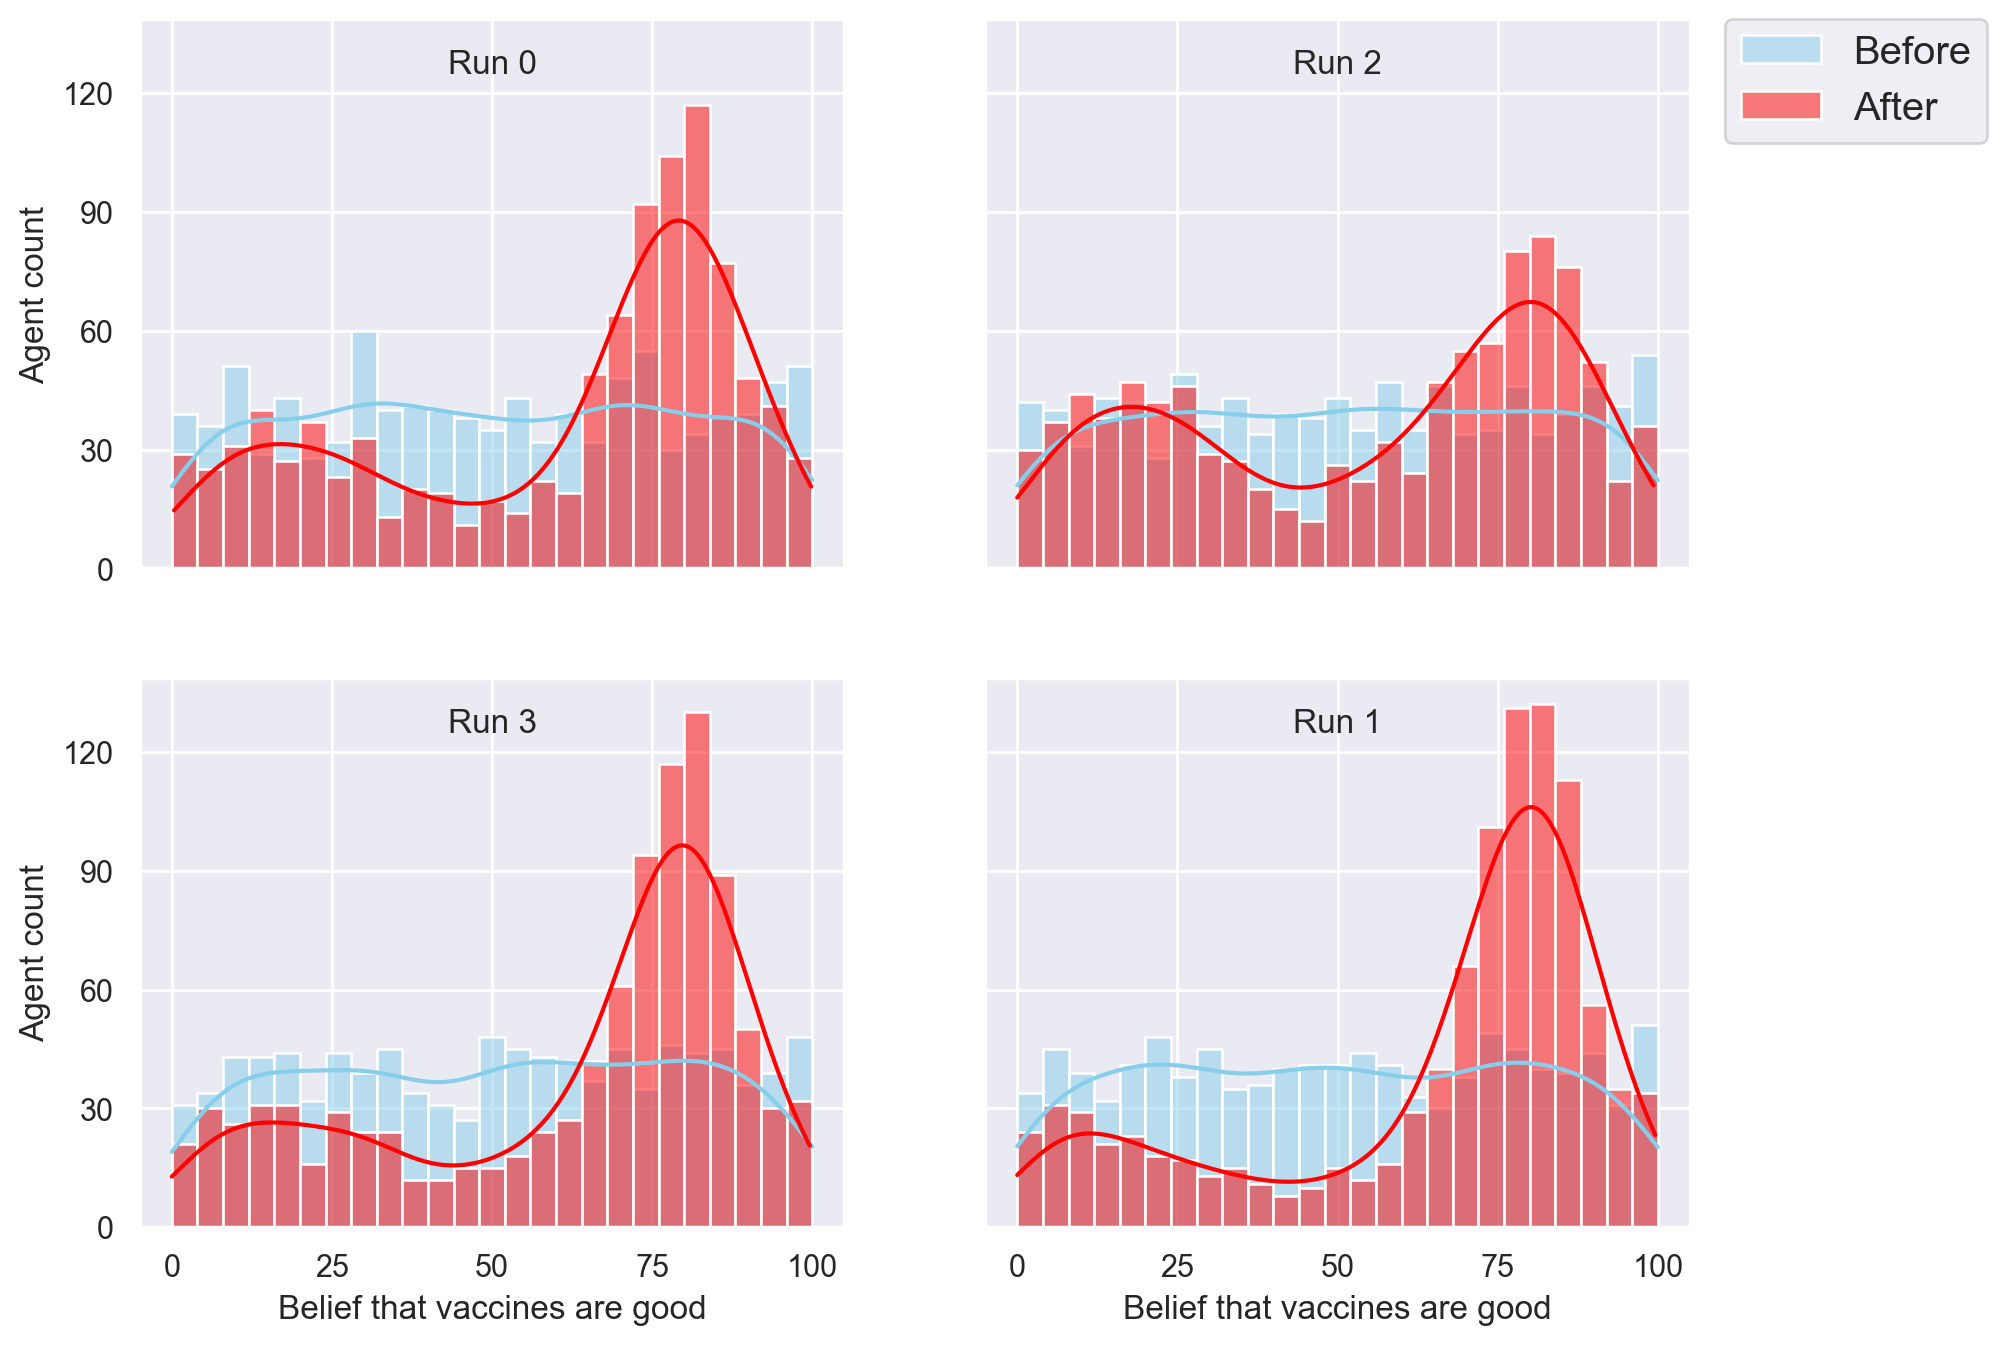 Run 0
Run 2
Before
After
120
90
60
30
0
Agent count
Run 3
Run 1
120
90
60
30
0
Agent count
0 25 50 75 100
0 25 50 75 100
Belief that vaccines are good
Belief that vaccines are good